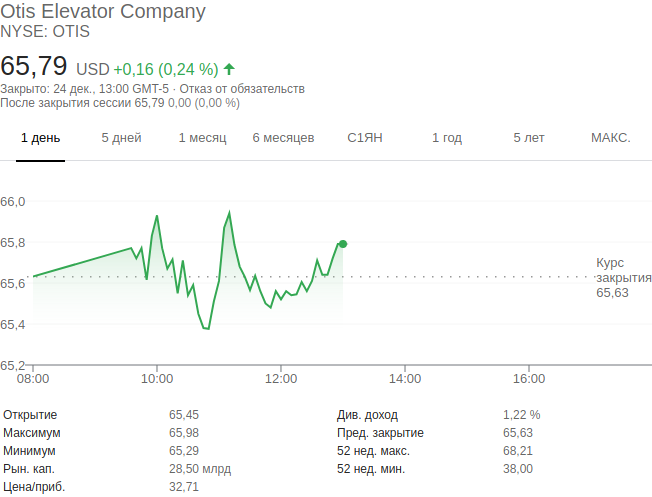 Otis Elevator Company
NYSE: OTIS
65,79 USD +0,16 (0,24 %)
Закрыто: 24 дек., 13:00 GMT-5 · Отказ от обязательств
После закрытия сессии 65,79 0,00 (0,00 %)
1 день 5 дней 1 месяц 6 месяцев С1ЯН 1 год 5 лет МАКС.
66,0
65,8
Курс
закрытия
65,6
65,63
65,4
65,2
08:00 10:00 12:00 14:00 16:00
Открытие 65,45 Див. доход 1,22 %
Максимум 65,98 Пред. закрытие 65,63
Минимум 65,29 52 нед. макс. 68,21
Рын. кап. 28,50 млрд 52 нед. мин. 38,00
Цена/приб. 32,71